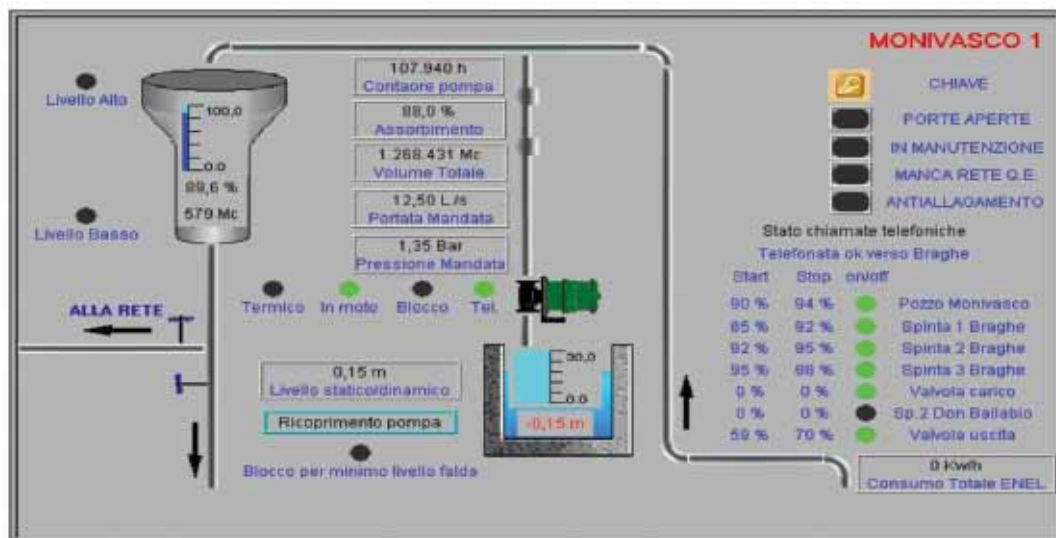 MONIVASCO 1
Livello Alto
100,0
0.0
89,6 %
579 Mc
Livello Basso
ALLA RETE
107.940 h
Contaore pompa
88,0 %
Assorbimento
1.268.431 Mc
Volume Totale
12,50 L/s
Portata Mandata
1,35 Bar
Pressione Mandata
Termico In moto Blocco Tel.
0,15 m
Livello statico/dinamico
Ricoprimento pompa
Blocco per minimo livello falda
30,0
0.0
-0,15 m
CHIAVE
PORTE APERTE
IN MANUTENZIONE
MANCA RETE Q.E.
ANTIALLAGAMENTO
Stato chiamate telefoniche
Telefonata ok verso Braghe
Start Stop on/off
90 % 94 % Pozzo Monivasco
85 % 92 % Spinta 1 Braghe
92 % 95 % Spinta 2 Braghe
95 % 98 % Spinta 3 Braghe
0 % 0 % Valvola carico
0 % 0 % Sp.2 Don Bailabio
59 % 70 % Valvola uscita
0 Kw/h
Consumo Totale ENEL